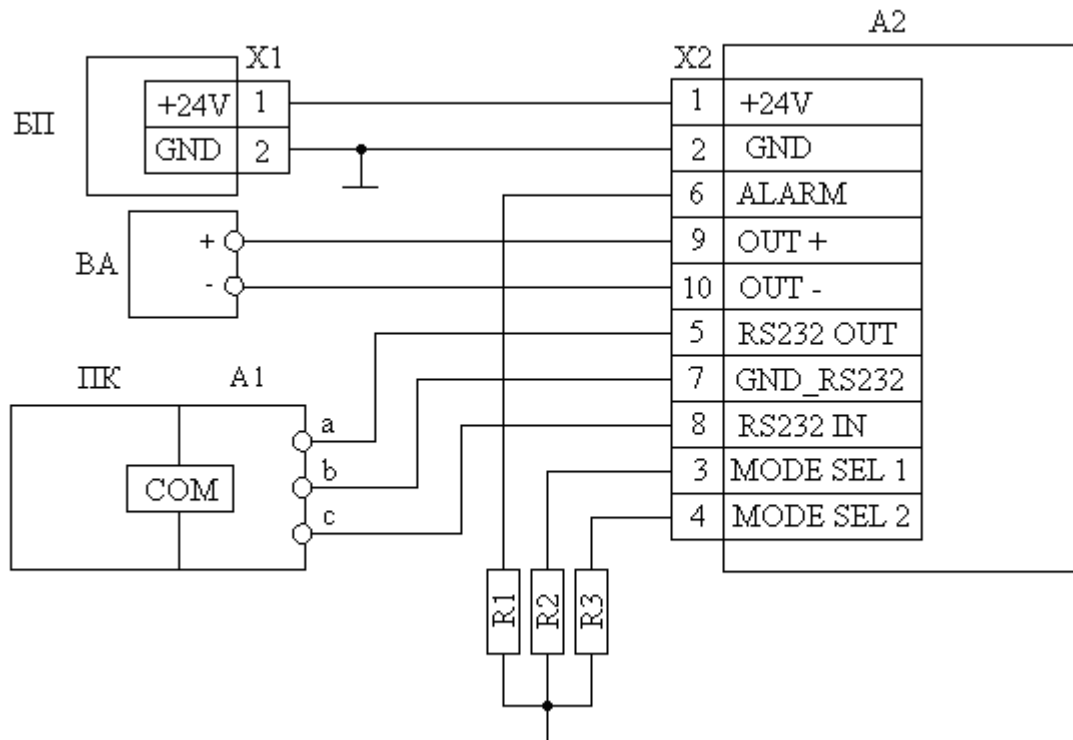 A2
X1
X2
БП
+24V 1
GND 2
1 +24V
2 GND
6 ALARM
9 OUT +
10 OUT -
5 RS232 OUT
7 GND_RS232
8 RS232 IN
3 MODE SEL 1
4 MODE SEL 2
ВА
+
-
ПК
A1
COM
a
b
c
R1
R2
R3